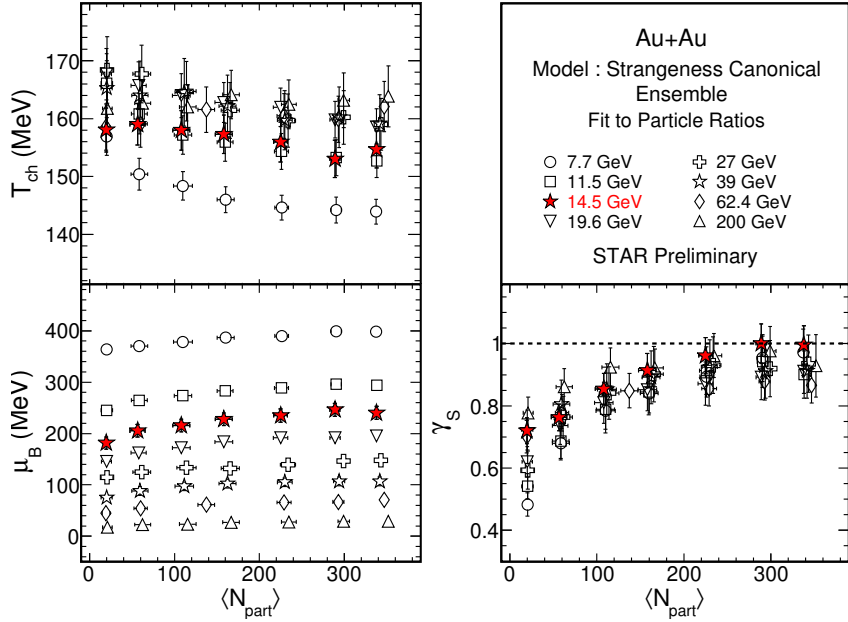 170
160
150
140
T_ch (MeV)
Au+Au
Model : Strangeness Canonical
Ensemble
Fit to Particle Ratios
7.7 GeV
11.5 GeV
14.5 GeV
19.6 GeV
27 GeV
39 GeV
62.4 GeV
200 GeV
STAR Preliminary
400
300
200
100
0
μ_B (MeV)
0 100 200 300
⟨N_part⟩
1
0.8
0.6
0.4
γ_S
0 100 200 300
⟨N_part⟩